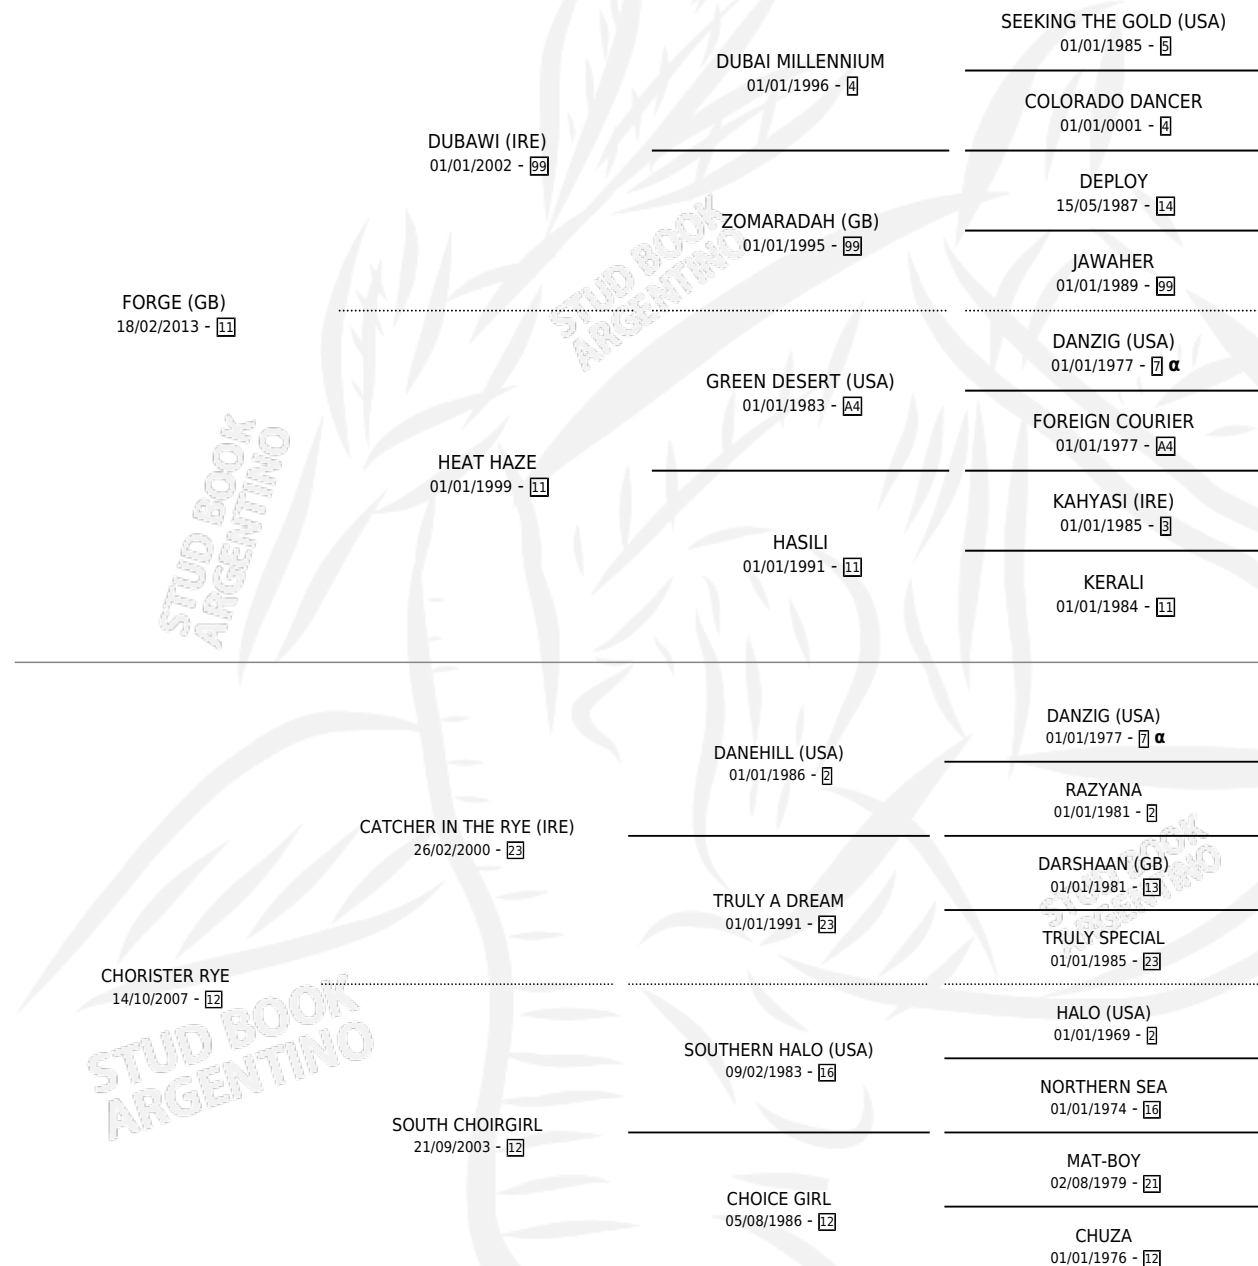 SEEKING THE GOLD (USA)
01/01/1985 - 5
DUBAI MILLENNIUM
01/01/1996 - 4
COLORADO DANCER
01/01/0001 - 4
DUBAWI (IRE)
01/01/2002 - 99
DEPLOY
15/05/1987 - 14
ZOMARADAH (GB)
01/01/1995 - 99
JAWAHER
01/01/1989 - 99
FORGE (GB)
18/02/2013 - 11
DANZIG (USA)
01/01/1977 - 7 α
GREEN DESERT (USA)
01/01/1983 - A4
FOREIGN COURIER
01/01/1977 - A4
HEAT HAZE
01/01/1999 - 11
KAHYASI (IRE)
01/01/1985 - 3
HASILI
01/01/1991 - 11
KERALI
01/01/1984 - 11
DANZIG (USA)
01/01/1977 - 7 α
DANEHILL (USA)
01/01/1986 - 2
RAZYANA
01/01/1981 - 2
CATCHER IN THE RYE (IRE)
26/02/2000 - 23
DARSHAAN (GB)
01/01/1981 - 13
TRULY A DREAM
01/01/1991 - 23
TRULY SPECIAL
01/01/1985 - 23
CHORISTER RYE
14/10/2007 - 12
HALO (USA)
01/01/1969 - 2
SOUTHERN HALO (USA)
09/02/1983 - 16
NORTHERN SEA
01/01/1974 - 16
SOUTH CHOIRGIRL
21/09/2003 - 12
MAT-BOY
02/08/1979 - 21
CHOICE GIRL
05/08/1986 - 12
CHUZA
01/01/1976 - 12
STUD BOOK
ARGENTINO
STUD BOOK
ARGENTINO
STUD BOOK
ARGENTINO
STUD BOOK
ARGENTINO